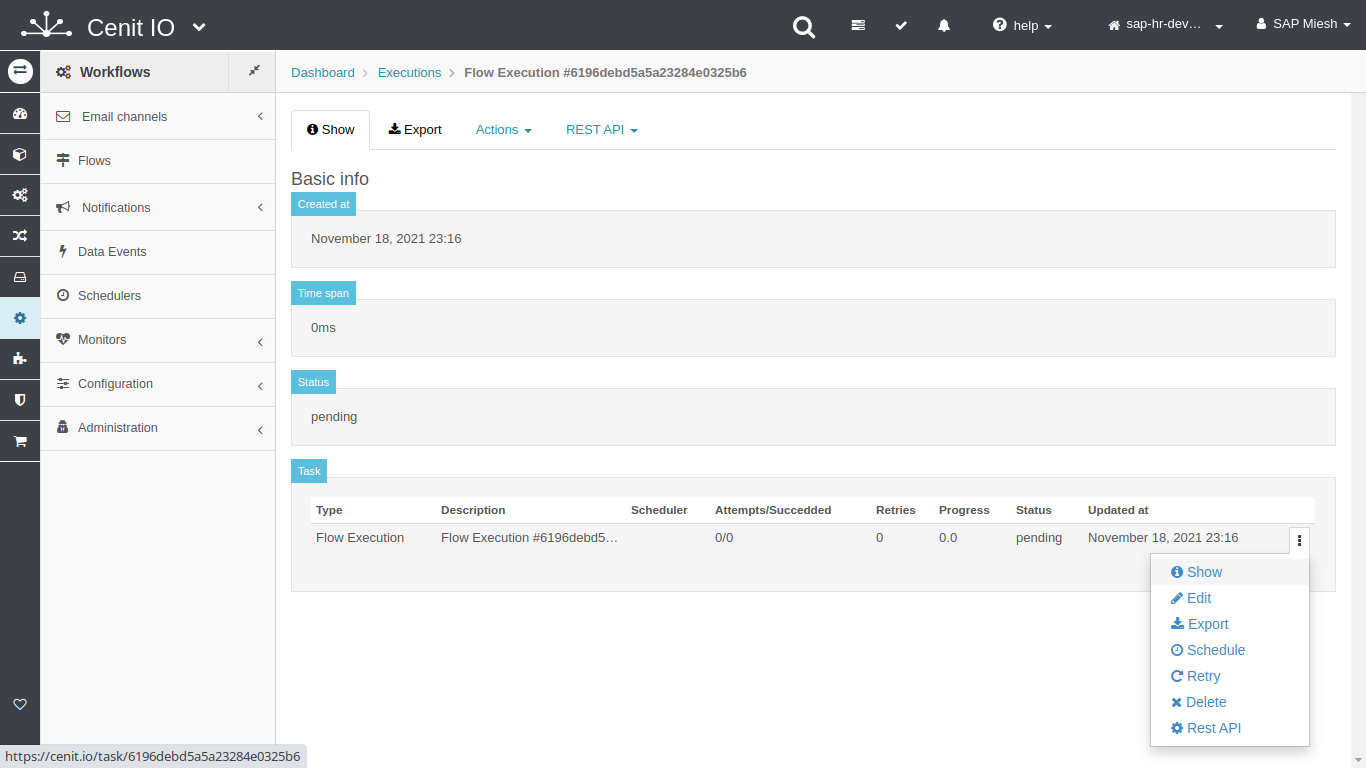 Cenit IO
help
sap-hr-dev…
SAP Miesh
Workflows
Dashboard
Executions
Flow Execution #6196debd5a5a23284e0325b6
Email channels
Flows
Notifications
Data Events
Schedulers
Monitors
Configuration
Administration
Show
Export
Actions
REST API
Basic info
Created at
November 18, 2021 23:16
Time span
0ms
Status
pending
Task
Type Description Scheduler Attempts/Succedded Retries Progress Status Updated at
Flow Execution Flow Execution #6196debd5… 0/0 0 0.0 pending November 18, 2021 23:16
Show
Edit
Export
Schedule
Retry
Delete
Rest API
https://cenit.io/task/6196debd5a5a23284e0325b6